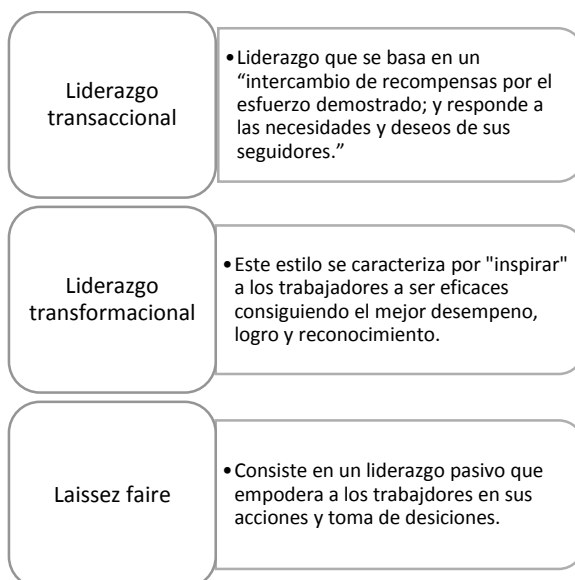 Liderazgo
transaccional
•Liderazgo que se basa en un
“intercambio de recompensas por el
esfuerzo demostrado; y responde a
las necesidades y deseos de sus
seguidores.”
Liderazgo
transformacional
•Este estilo se caracteriza por "inspirar"
a los trabajadores a ser eficaces
consiguiendo el mejor desempeno,
logro y reconocimiento.
Laissez faire
•Consiste en un liderazgo pasivo que
empodera a los trabajdores en sus
acciones y toma de desiciones.